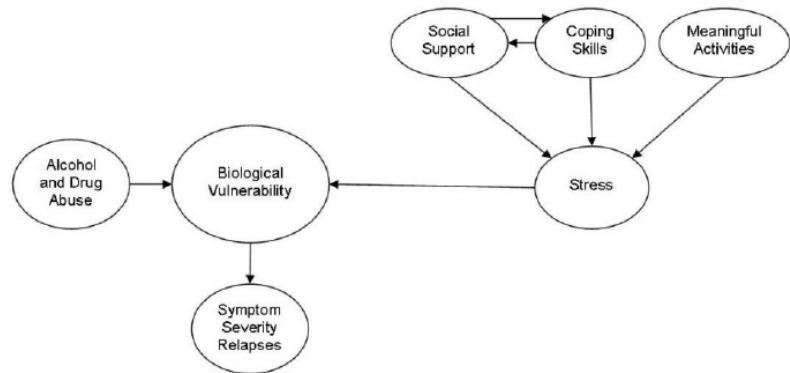 Social
Support
Coping
Skills
Meaningful
Activities
Alcohol
and Drug
Abuse
Biological
Vulnerability
Stress
Symptom
Severity
Relapses